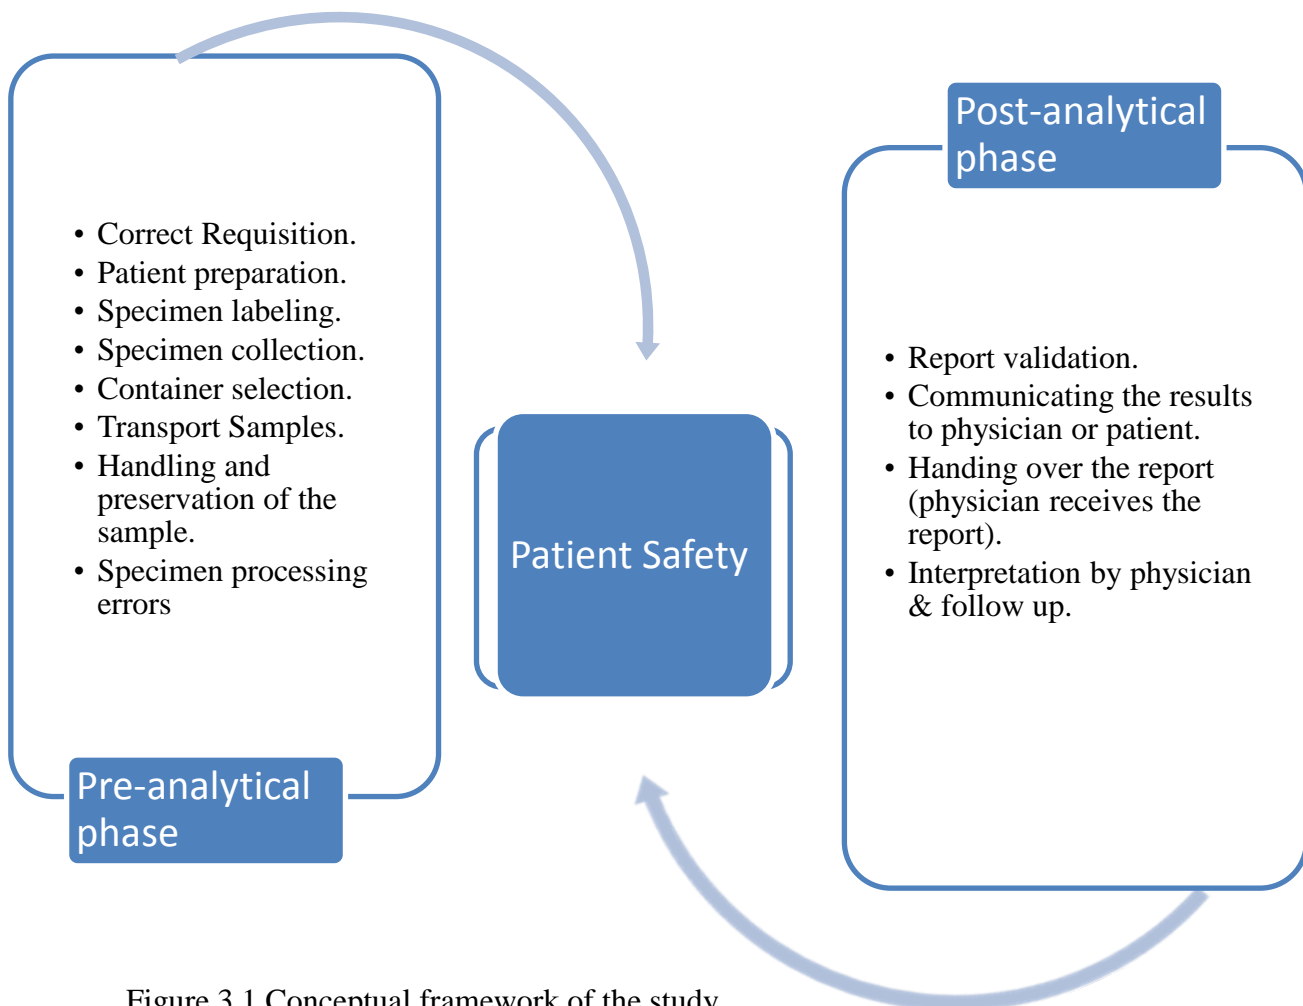 • Correct Requisition.
• Patient preparation.
• Specimen labeling.
• Specimen collection.
• Container selection.
• Transport Samples.
• Handling and
preservation of the
sample.
• Specimen processing
errors
Pre-analytical
phase
Patient Safety
Post-analytical
phase
• Report validation.
• Communicating the results
to physician or patient.
• Handing over the report
(physician receives the
report).
• Interpretation by physician
& follow up.
Figure 3.1 Conceptual framework of the study